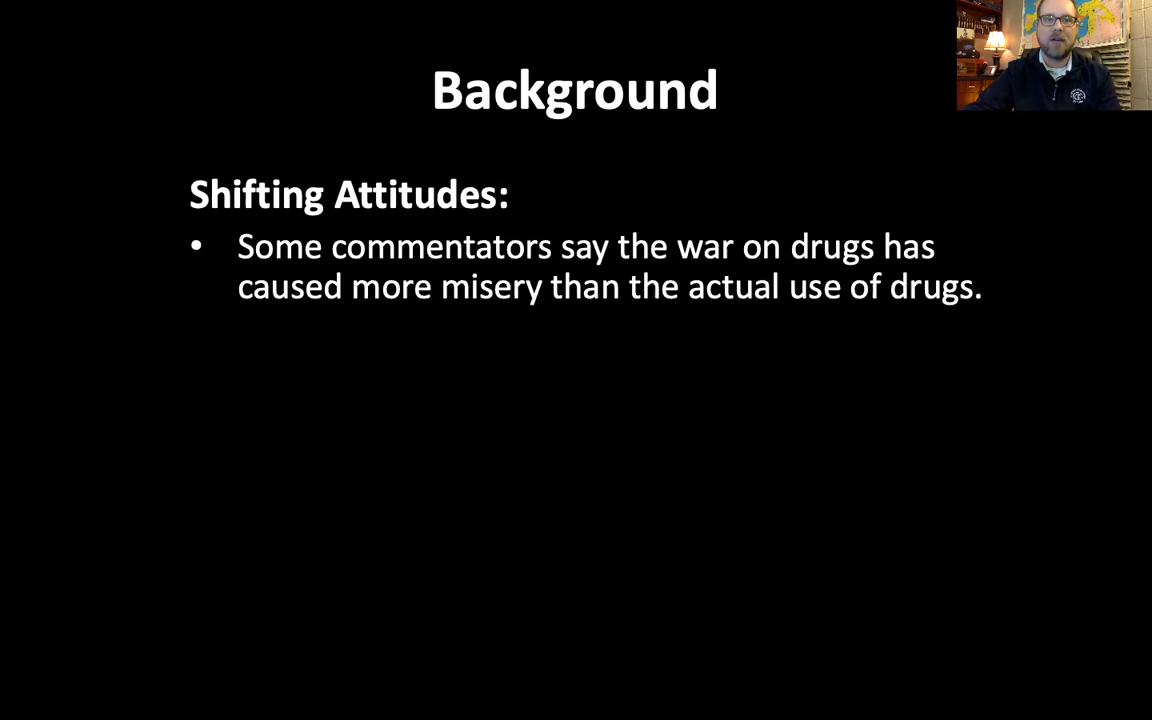 Background
Shifting Attitudes:
• Some commentators say the war on drugs has
caused more misery than the actual use of drugs.